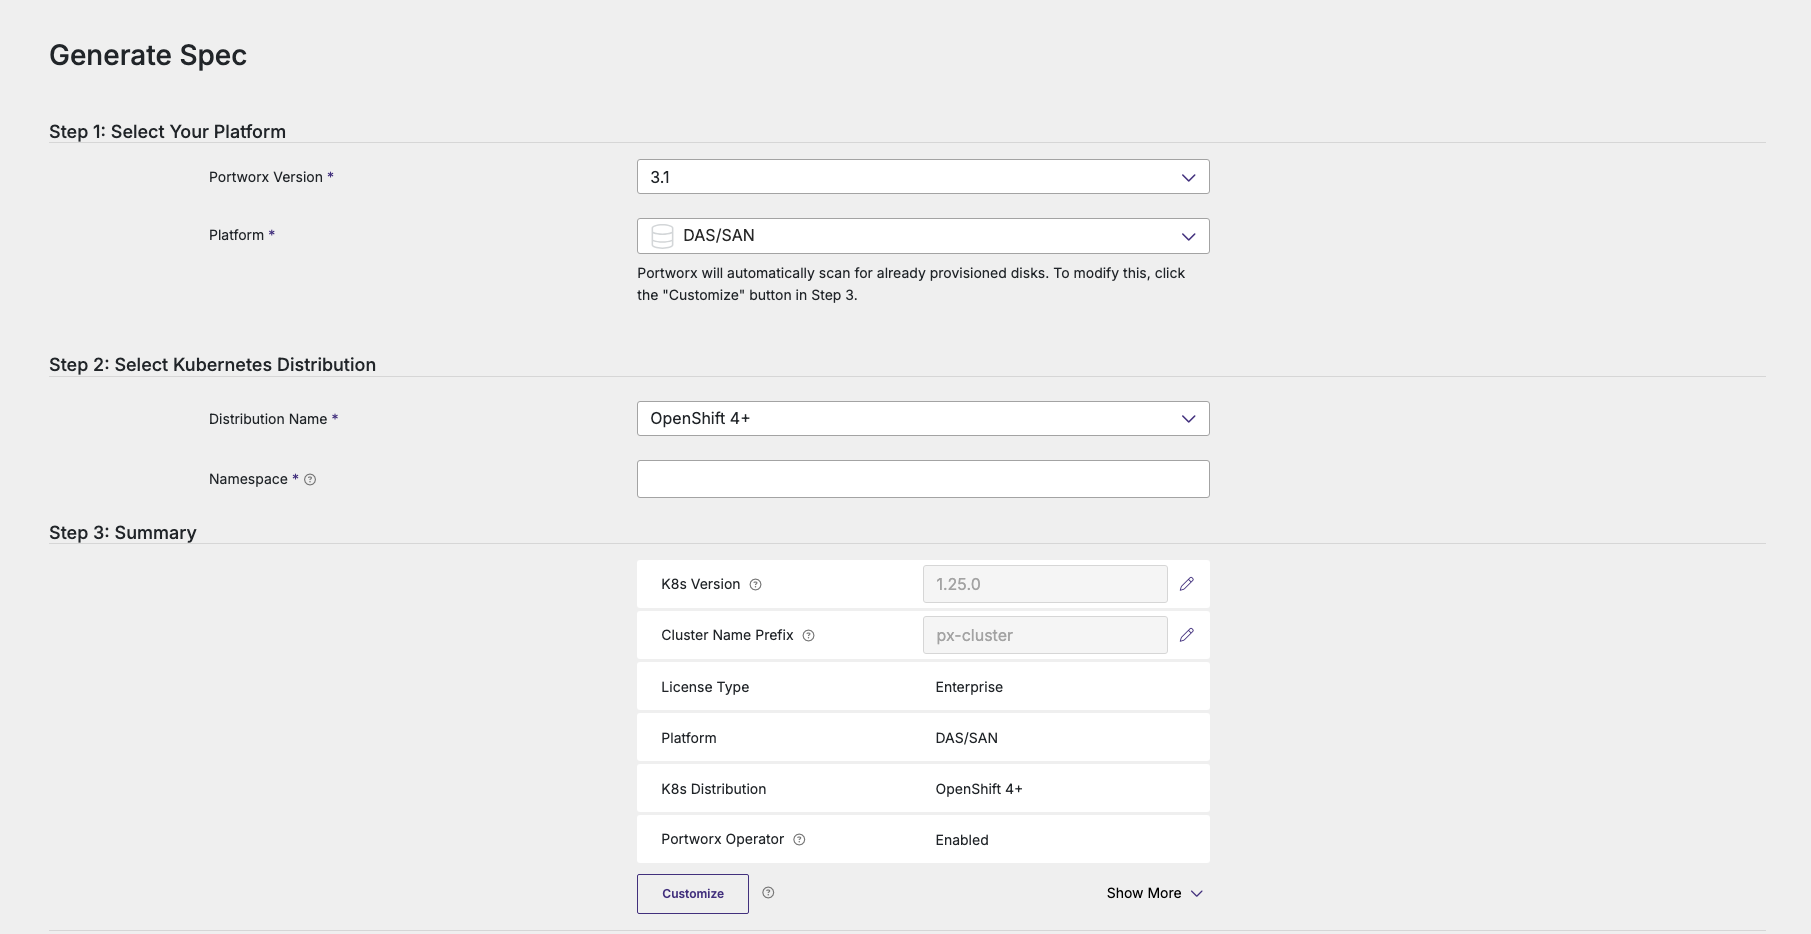 Generate Spec
Step 1: Select Your Platform
Portworx Version *
3.1
Platform *
DAS/SAN
Portworx will automatically scan for already provisioned disks. To modify this, click
the "Customize" button in Step 3.
Step 2: Select Kubernetes Distribution
Distribution Name *
OpenShift 4+
Namespace *
Step 3: Summary
K8s Version
1.25.0
Cluster Name Prefix
px-cluster
License Type
Enterprise
Platform
DAS/SAN
K8s Distribution
OpenShift 4+
Portworx Operator
Enabled
Customize
Show More